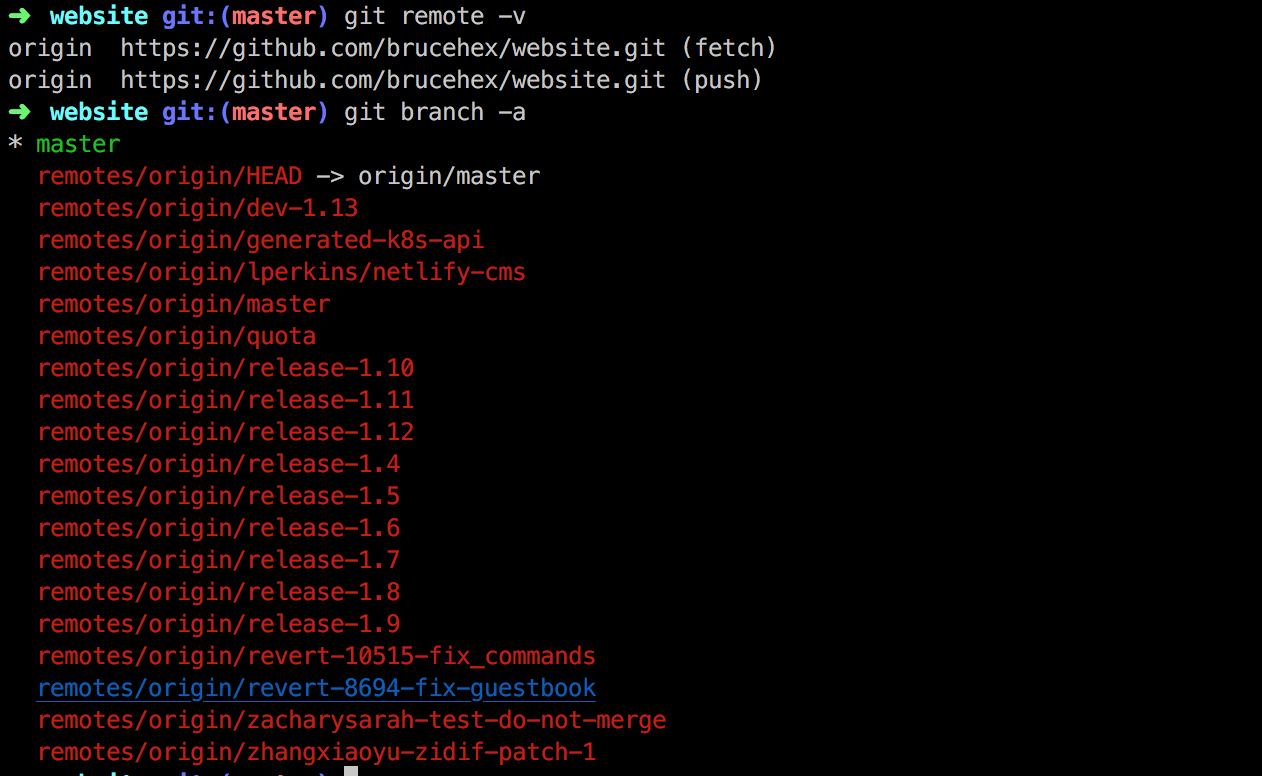 ➜ website git:(master) git remote -v
origin  https://github.com/brucehex/website.git (fetch)
origin  https://github.com/brucehex/website.git (push)
➜ website git:(master) git branch -a
* master
  remotes/origin/HEAD -> origin/master
  remotes/origin/dev-1.13
  remotes/origin/generated-k8s-api
  remotes/origin/lperkins/netlify-cms
  remotes/origin/master
  remotes/origin/quota
  remotes/origin/release-1.10
  remotes/origin/release-1.11
  remotes/origin/release-1.12
  remotes/origin/release-1.4
  remotes/origin/release-1.5
  remotes/origin/release-1.6
  remotes/origin/release-1.7
  remotes/origin/release-1.8
  remotes/origin/release-1.9
  remotes/origin/revert-10515-fix_commands
  remotes/origin/revert-8694-fix-guestbook
  remotes/origin/zacharysarah-test-do-not-merge
  remotes/origin/zhangxiaoyu-zidif-patch-1